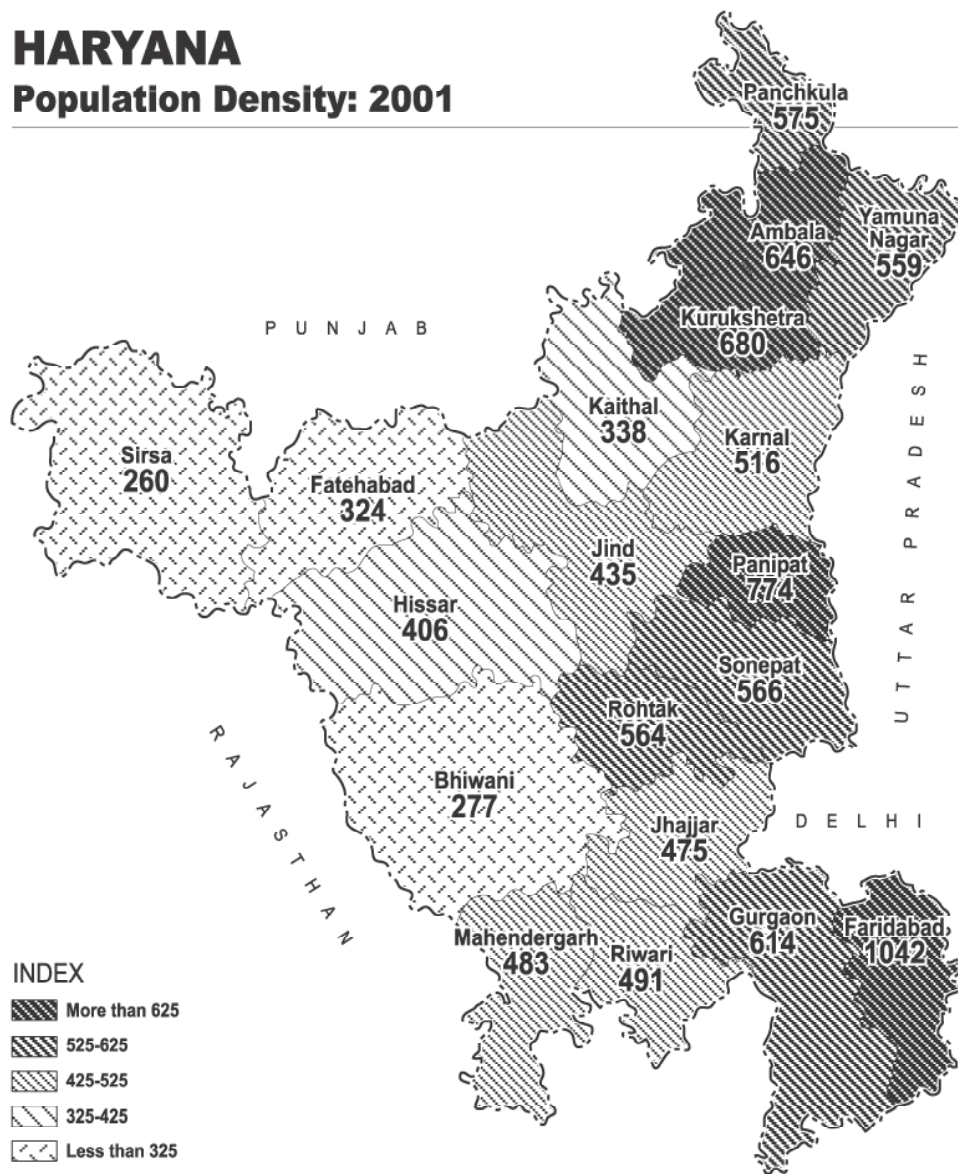 HARYANA
Population Density: 2001
Panchkula
575
Ambala
646
Yamuna
Nagar
559
PUNJAB
Kurukshetra
680
Kaithal
338
Karnal
516
Sirsa
260
Fatehabad
324
UTTAR PRADESH
Jind
435
Panipat
774
Hissar
406
Sonepat
566
Rohtak
564
RAJASTHAN
Bhiwani
277
Jhajjar
475
DELHI
Gurgaon
614
Faridabad
1042
Mahendergarh
483
Riwari
491
INDEX
More than 625
525-625
425-525
325-425
Less than 325